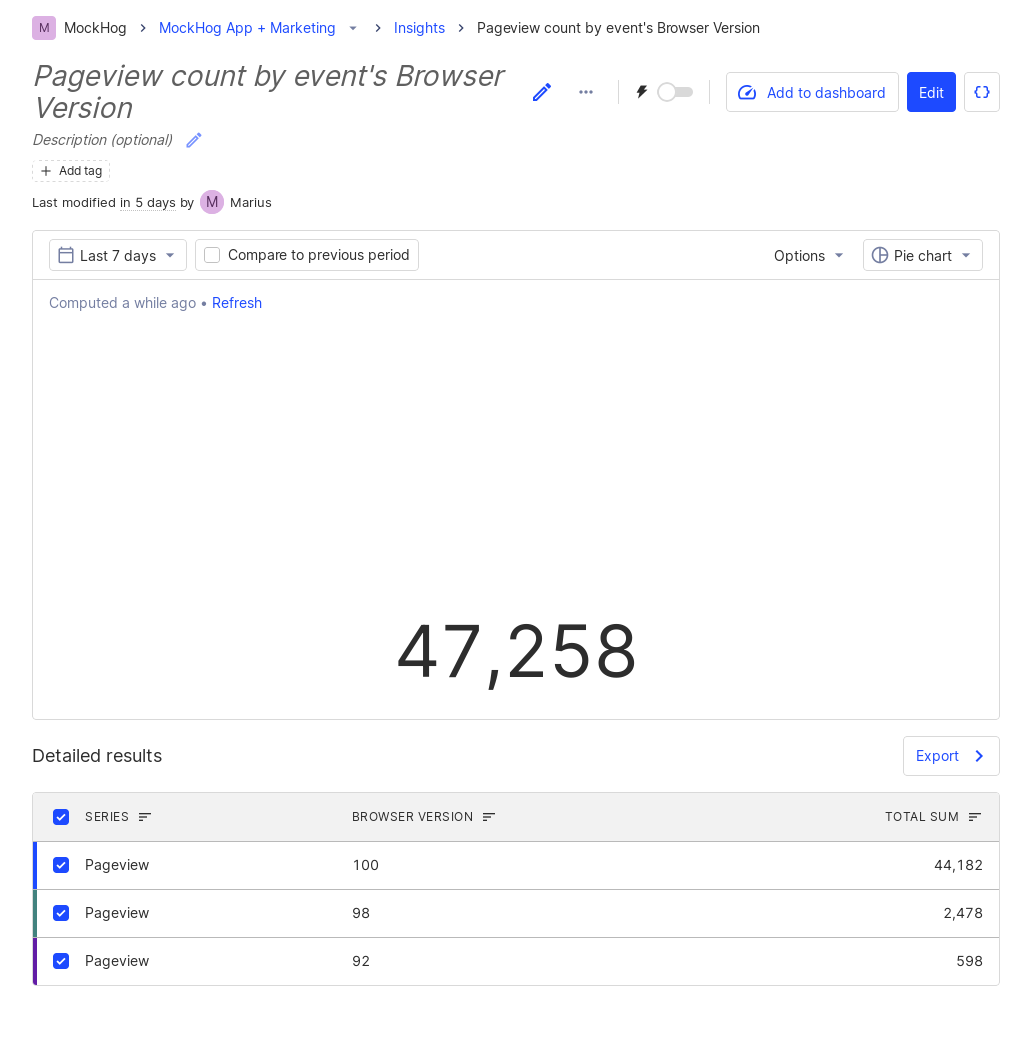 M MockHog MockHog App + Marketing Insights Pageview count by event's Browser Version
Pageview count by event's Browser
Version
Add to dashboard Edit
Description (optional)
Add tag
Last modified in 5 days by M Marius
Last 7 days Compare to previous period Options Pie chart
Computed a while ago • Refresh
47,258
Detailed results Export
SERIES BROWSER VERSION TOTAL SUM
Pageview 100 44,182
Pageview 98 2,478
Pageview 92 598